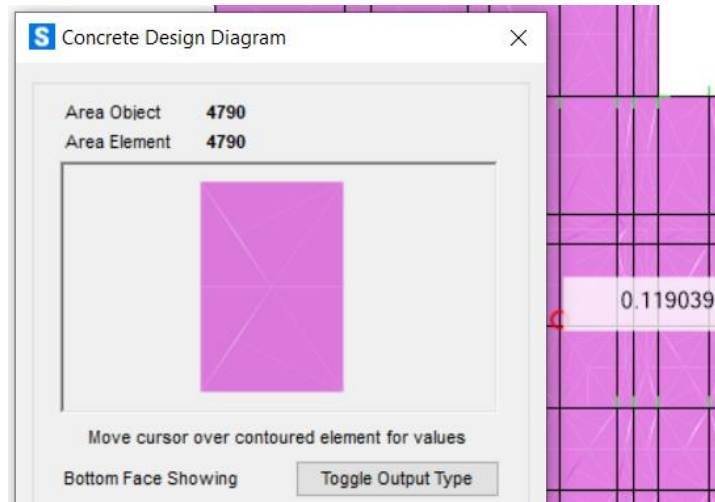 S Concrete Design Diagram
Area Object 4790
Area Element 4790
0.119039
Move cursor over contoured element for values
Bottom Face Showing Toggle Output Type